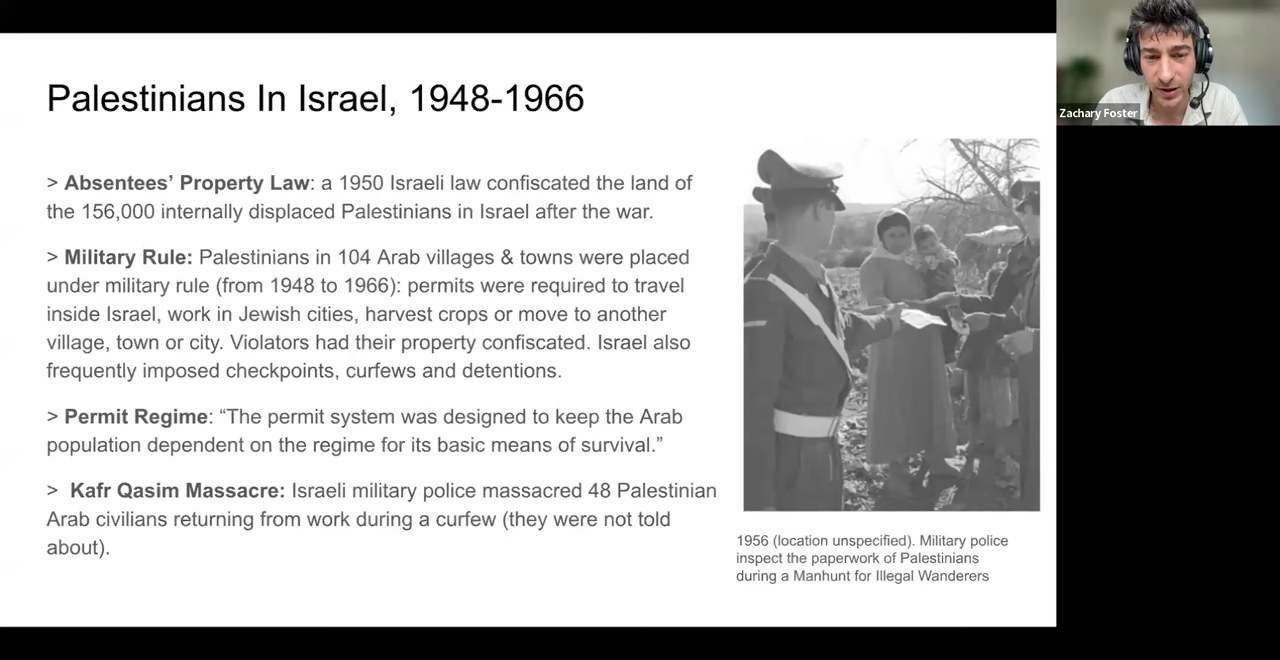 Palestinians In Israel, 1948-1966
> Absentees’ Property Law: a 1950 Israeli law confiscated the land of
the 156,000 internally displaced Palestinians in Israel after the war.
> Military Rule: Palestinians in 104 Arab villages & towns were placed
under military rule (from 1948 to 1966): permits were required to travel
inside Israel, work in Jewish cities, harvest crops or move to another
village, town or city. Violators had their property confiscated. Israel also
frequently imposed checkpoints, curfews and detentions.
> Permit Regime: “The permit system was designed to keep the Arab
population dependent on the regime for its basic means of survival.”
> Kafr Qasim Massacre: Israeli military police massacred 48 Palestinian
Arab civilians returning from work during a curfew (they were not told
about).
1956 (location unspecified). Military police
inspect the paperwork of Palestinians
during a Manhunt for Illegal Wanderers
Zachary Foster